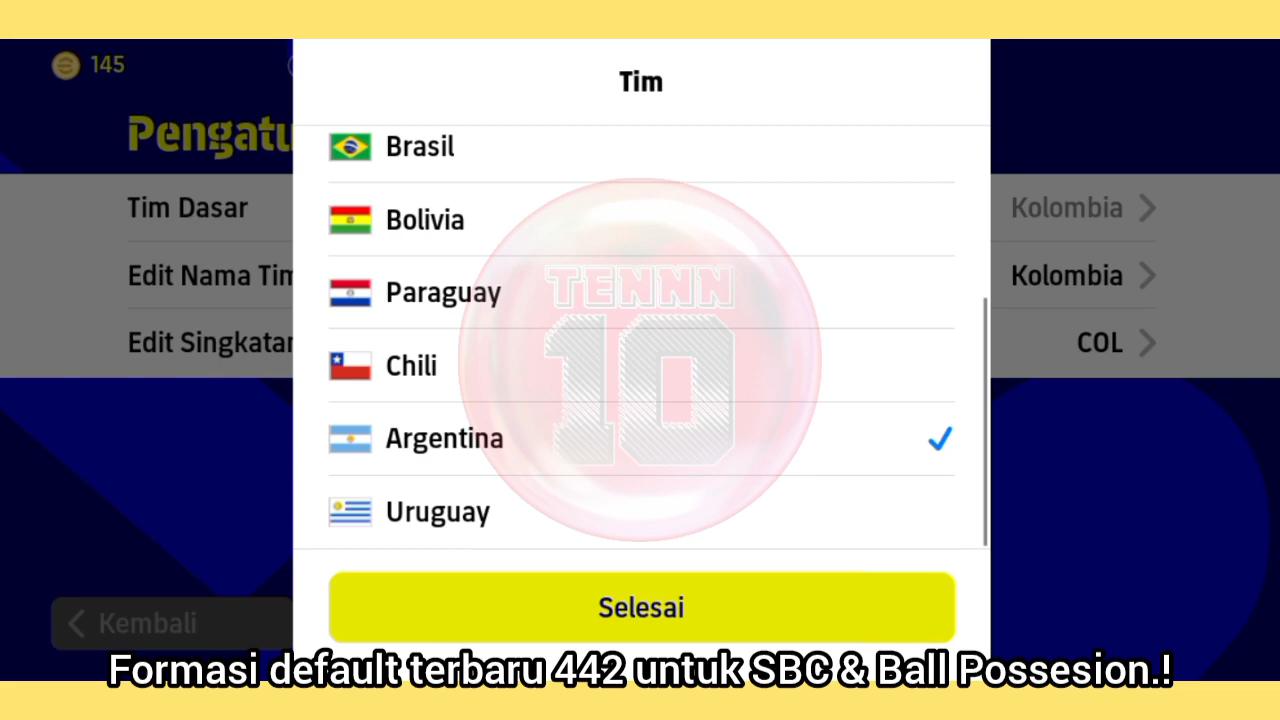 145
Tim
Pengatu
Brasil
Tim Dasar
Kolombia
Bolivia
Edit Nama Tim
Kolombia
TENNN
10
Paraguay
Edit Singkatan
COL
Chili
Argentina
Uruguay
Selesai
Kembali
Formasi default terbaru 442 untuk SBC & Ball Possesion.!